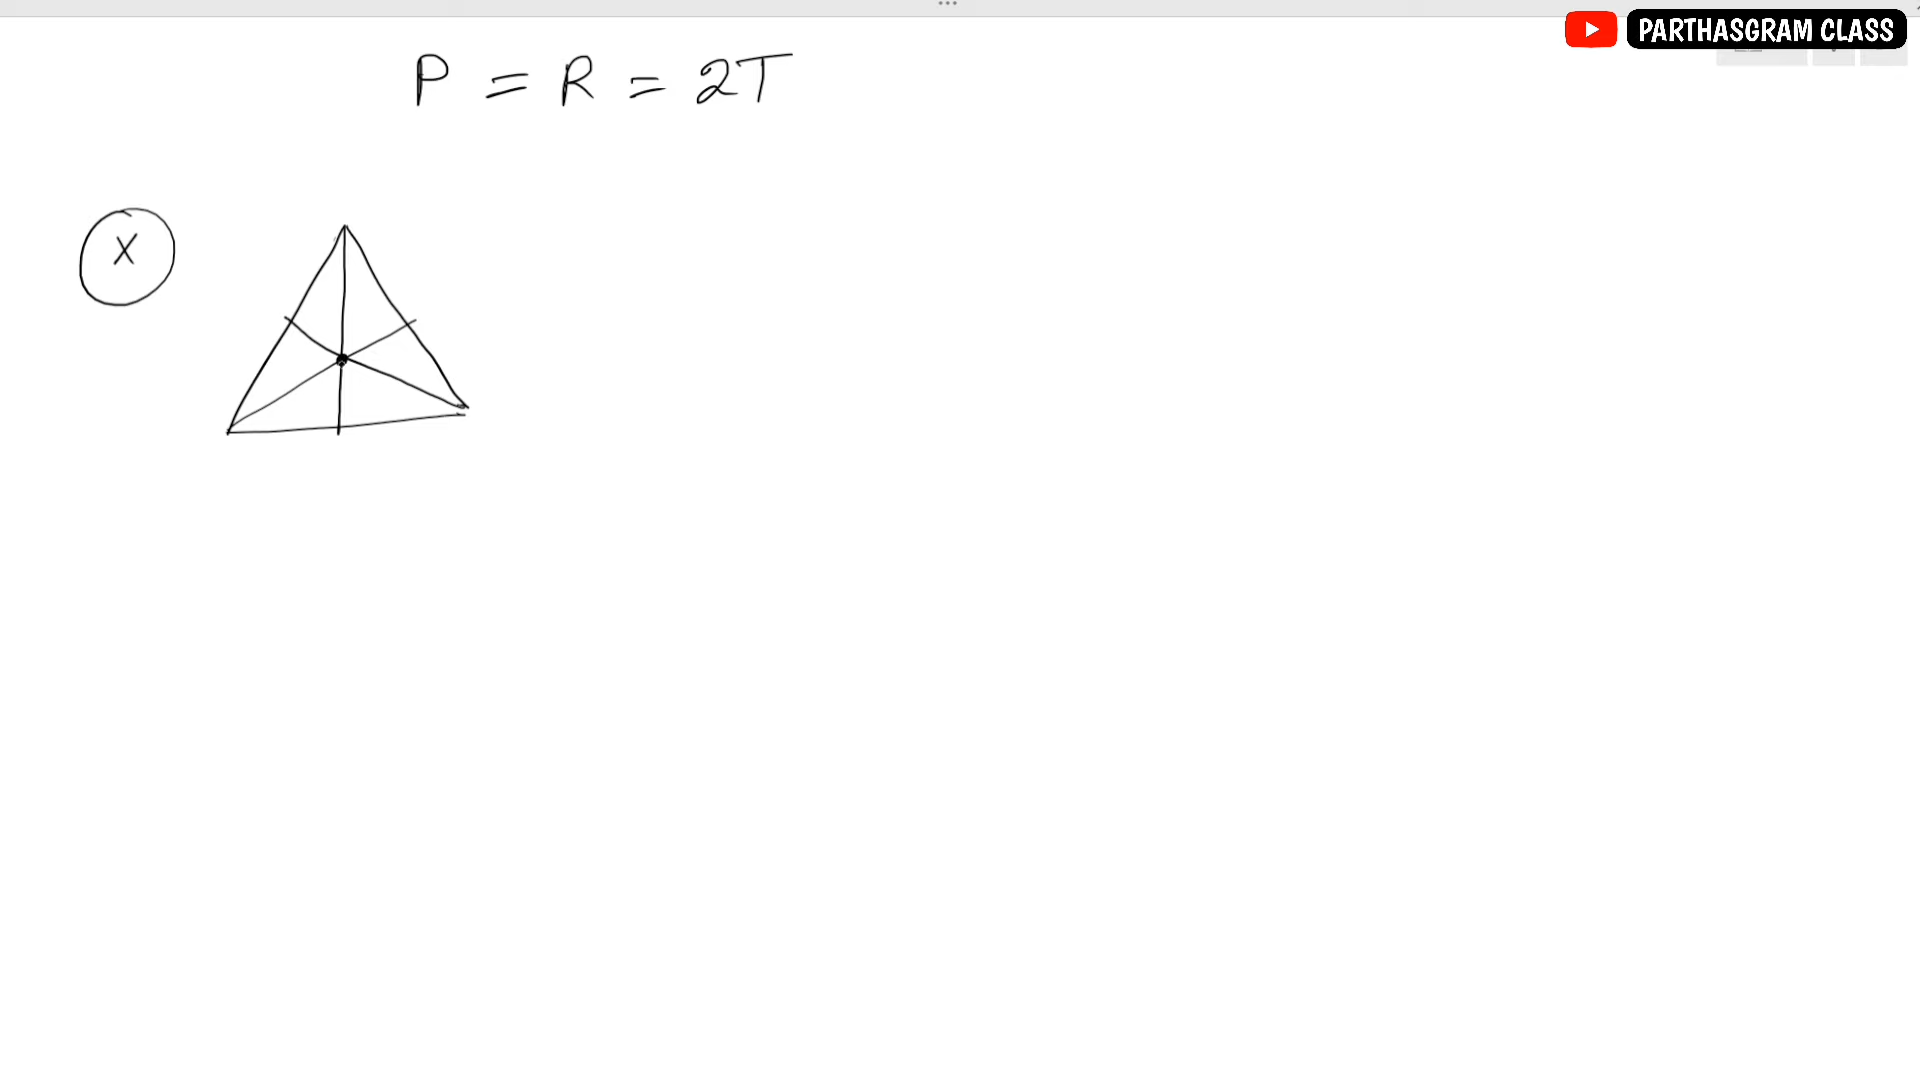 PARTHASGRAM CLASS
P = R = 2T
X